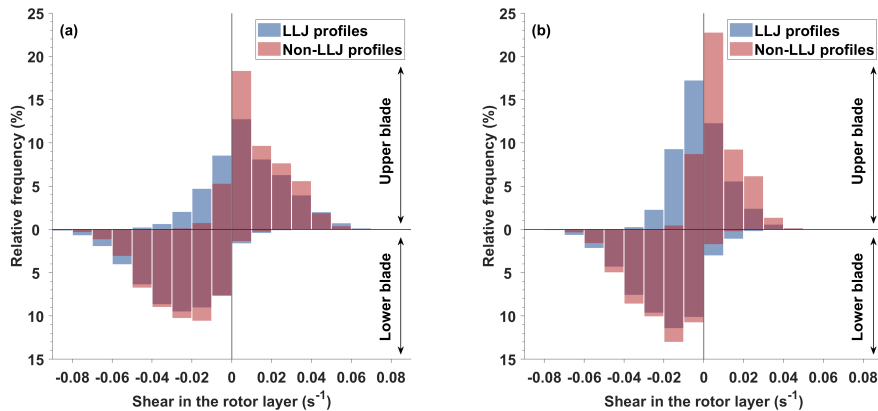 (a)
LLJ profiles
Non-LLJ profiles
25
20
15
10
5
0
5
10
15
Relative frequency (%)
Upper blade
Lower blade
-0.08 -0.06 -0.04 -0.02 0 0.02 0.04 0.06 0.08
Shear in the rotor layer (s⁻¹)
(b)
LLJ profiles
Non-LLJ profiles
25
20
15
10
5
0
5
10
15
Relative frequency (%)
Upper blade
Lower blade
-0.08 -0.06 -0.04 -0.02 0 0.02 0.04 0.06 0.08
Shear in the rotor layer (s⁻¹)